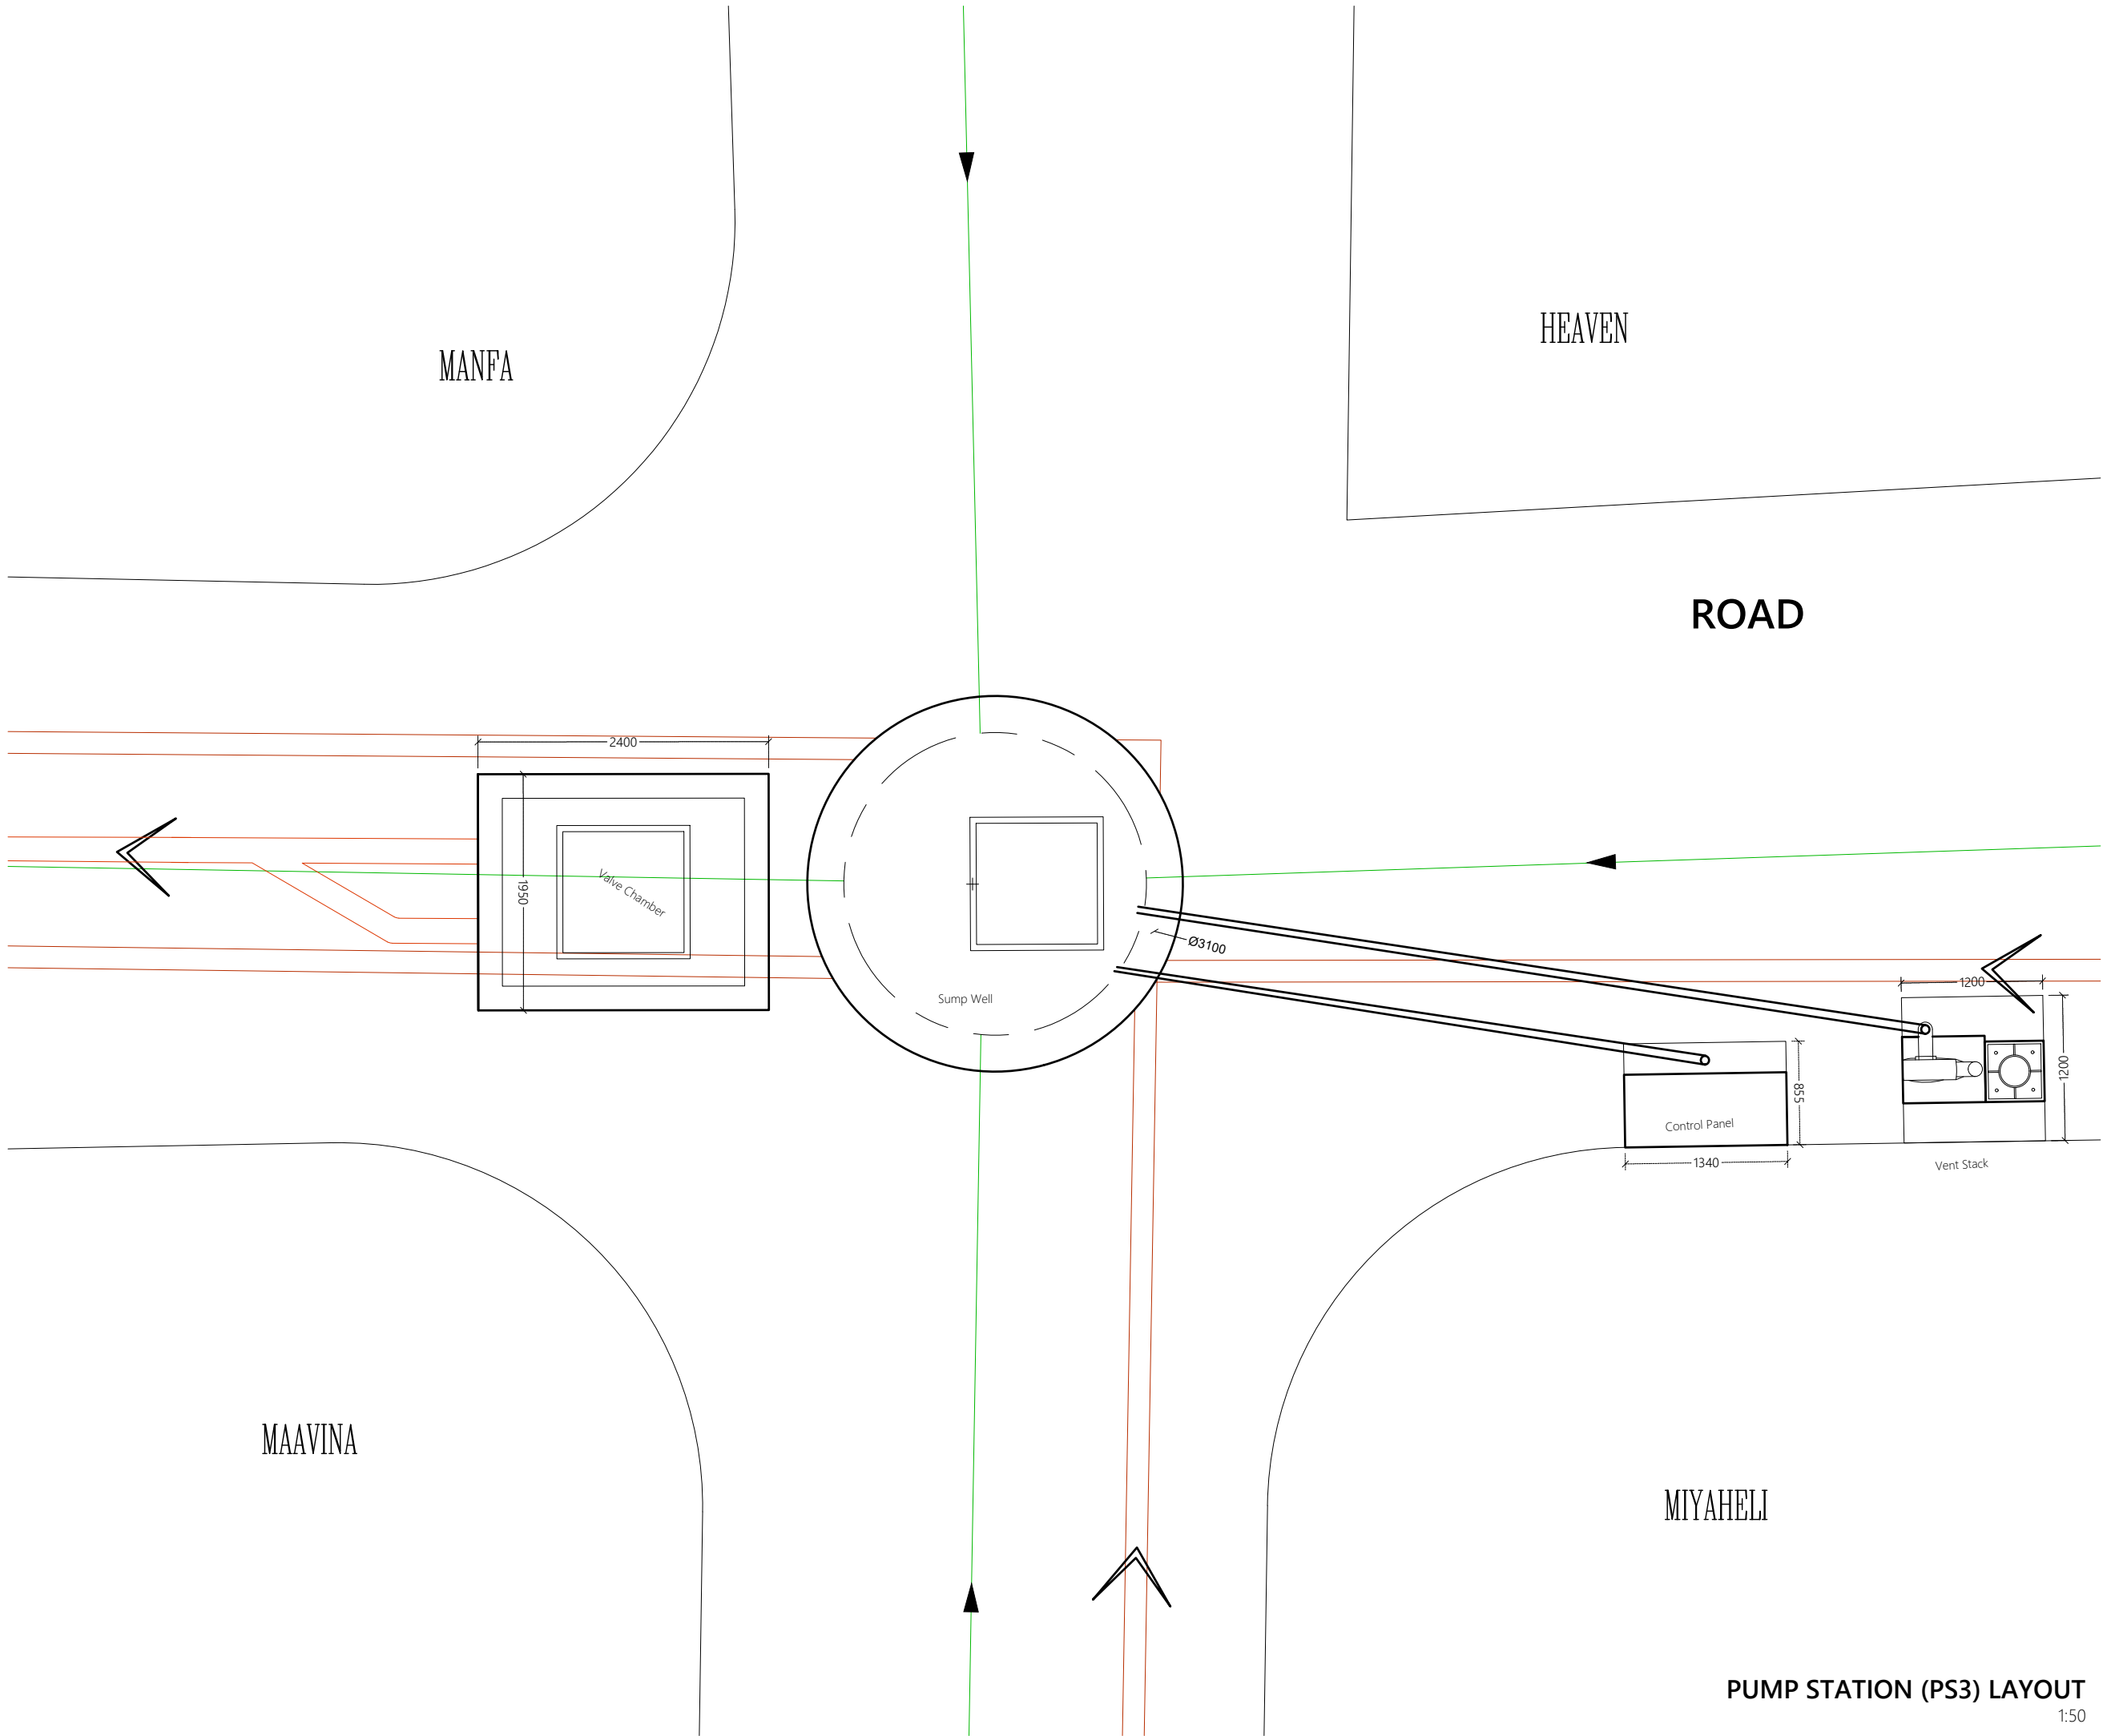 HEAVEN
MANFA
ROAD
2400
1950
Valve Chamber
Ø3100
Sump Well
1200
1200
855
Control Panel
1340
Vent Stack
MAAVINA
MIYAHELI
PUMP STATION (PS3) LAYOUT
1:50